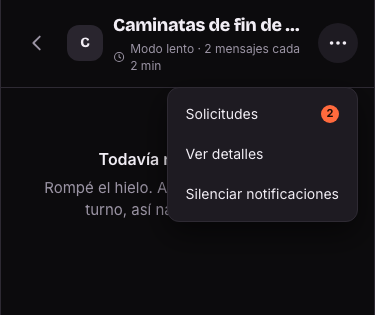 C
Caminatas de fin de ...
Modo lento · 2 mensajes cada
2 min
Solicitudes 2
Ver detalles
Silenciar notificaciones
Todavía
Rompé el hielo. A
turno, así